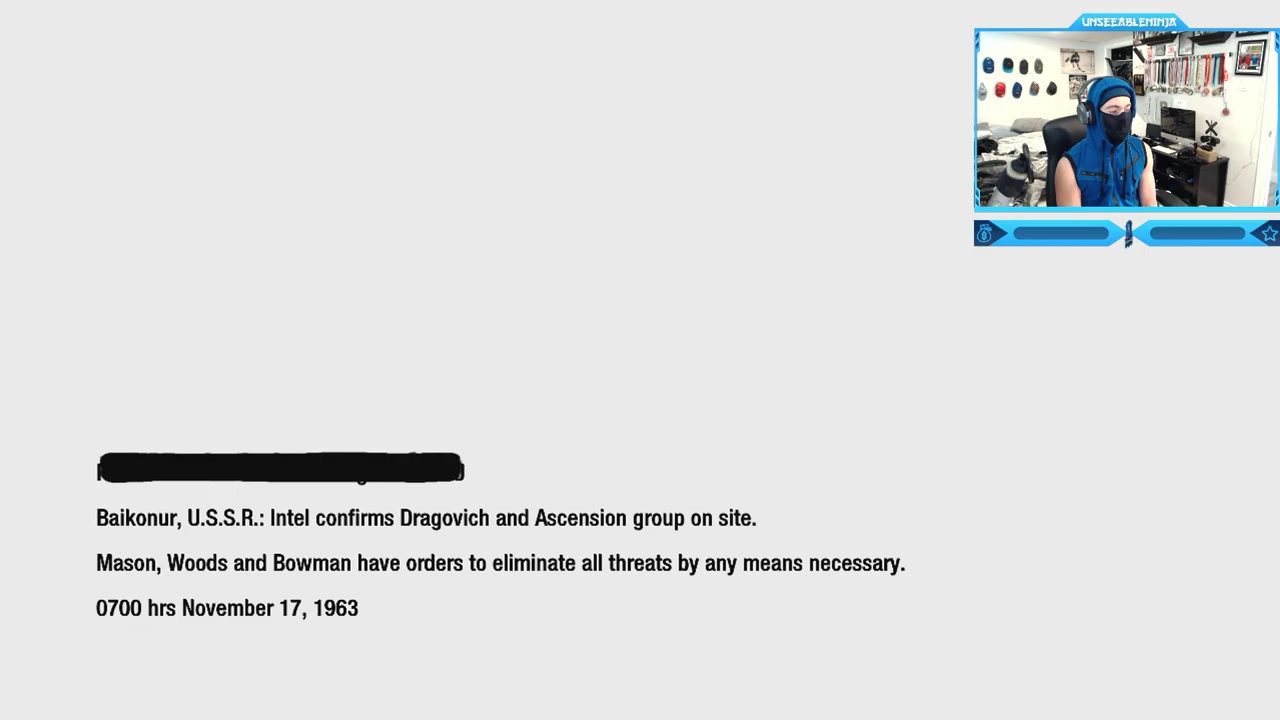 UNSEEABLENINJA
Baikonur, U.S.S.R.: Intel confirms Dragovich and Ascension group on site.
Mason, Woods and Bowman have orders to eliminate all threats by any means necessary.
0700 hrs November 17, 1963